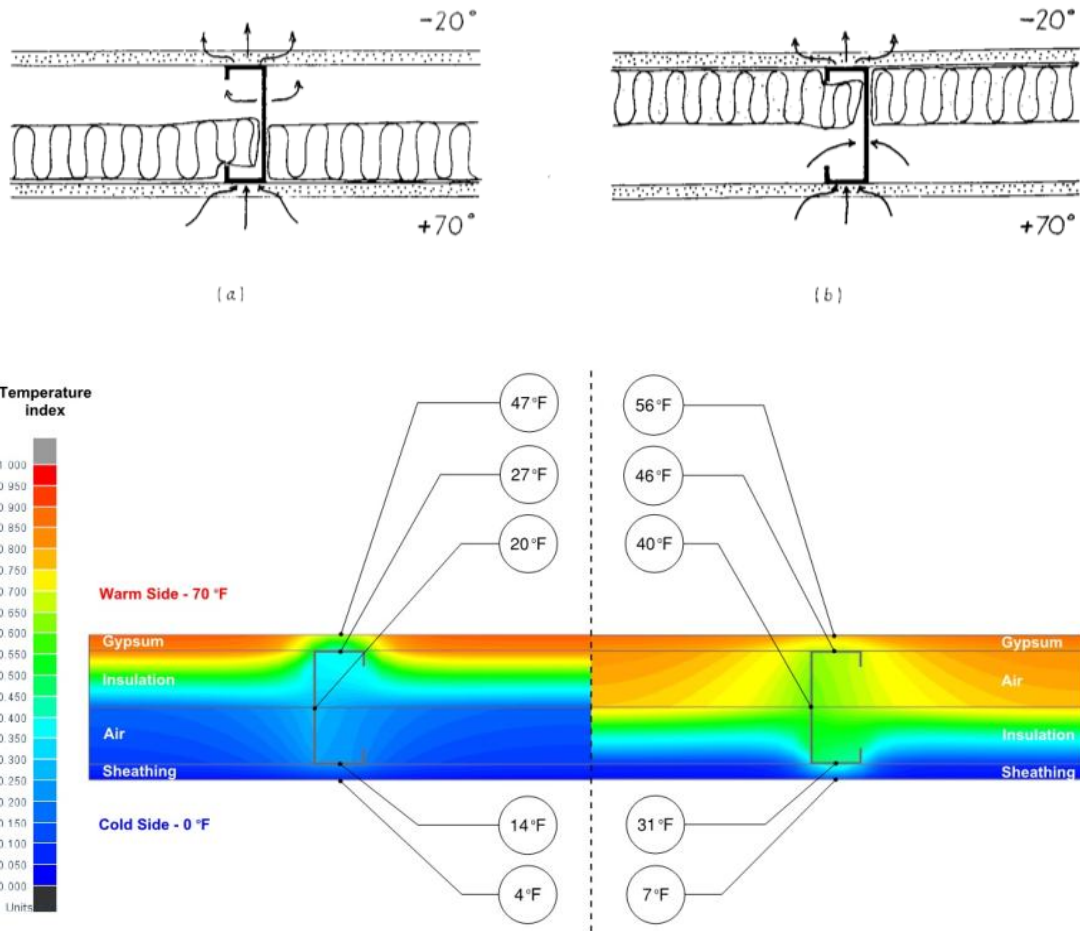 -20°
-20°
+70°
+70°
(a)
(b)
Temperature
index
1 000
0 950
0 900
0 850
0 800
0 750
0 700
0 650
0 600
0 550
0 500
0 450
0 400
0 350
0 300
0 250
0 200
0 150
0 100
0 050
0 000
Units
47°F
56°F
27°F
46°F
20°F
40°F
Warm Side - 70 °F
Gypsum
Gypsum
Insulation
Air
Air
Insulation
Sheathing
Sheathing
Cold Side - 0 °F
14°F
31°F
4°F
7°F